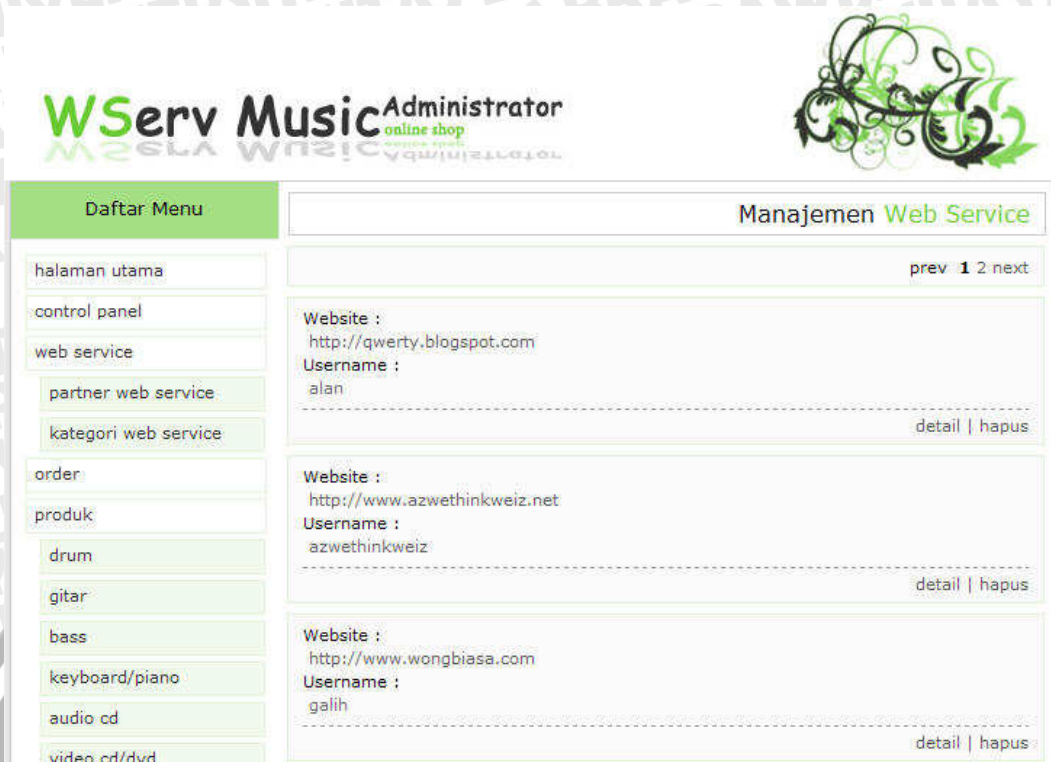 WServ Music Administrator
online shop
Daftar Menu
halaman utama
control panel
web service
partner web service
kategori web service
order
produk
drum
gitar
bass
keyboard/piano
audio cd
video cd/dvd
Manajemen Web Service
prev 1 2 next
Website :
http://qwerty.blogspot.com
Username :
alan
detail | hapus
Website :
http://www.azwethinkweiz.net
Username :
azwethinkweiz
detail | hapus
Website :
http://www.wongbiasa.com
Username :
galih
detail | hapus